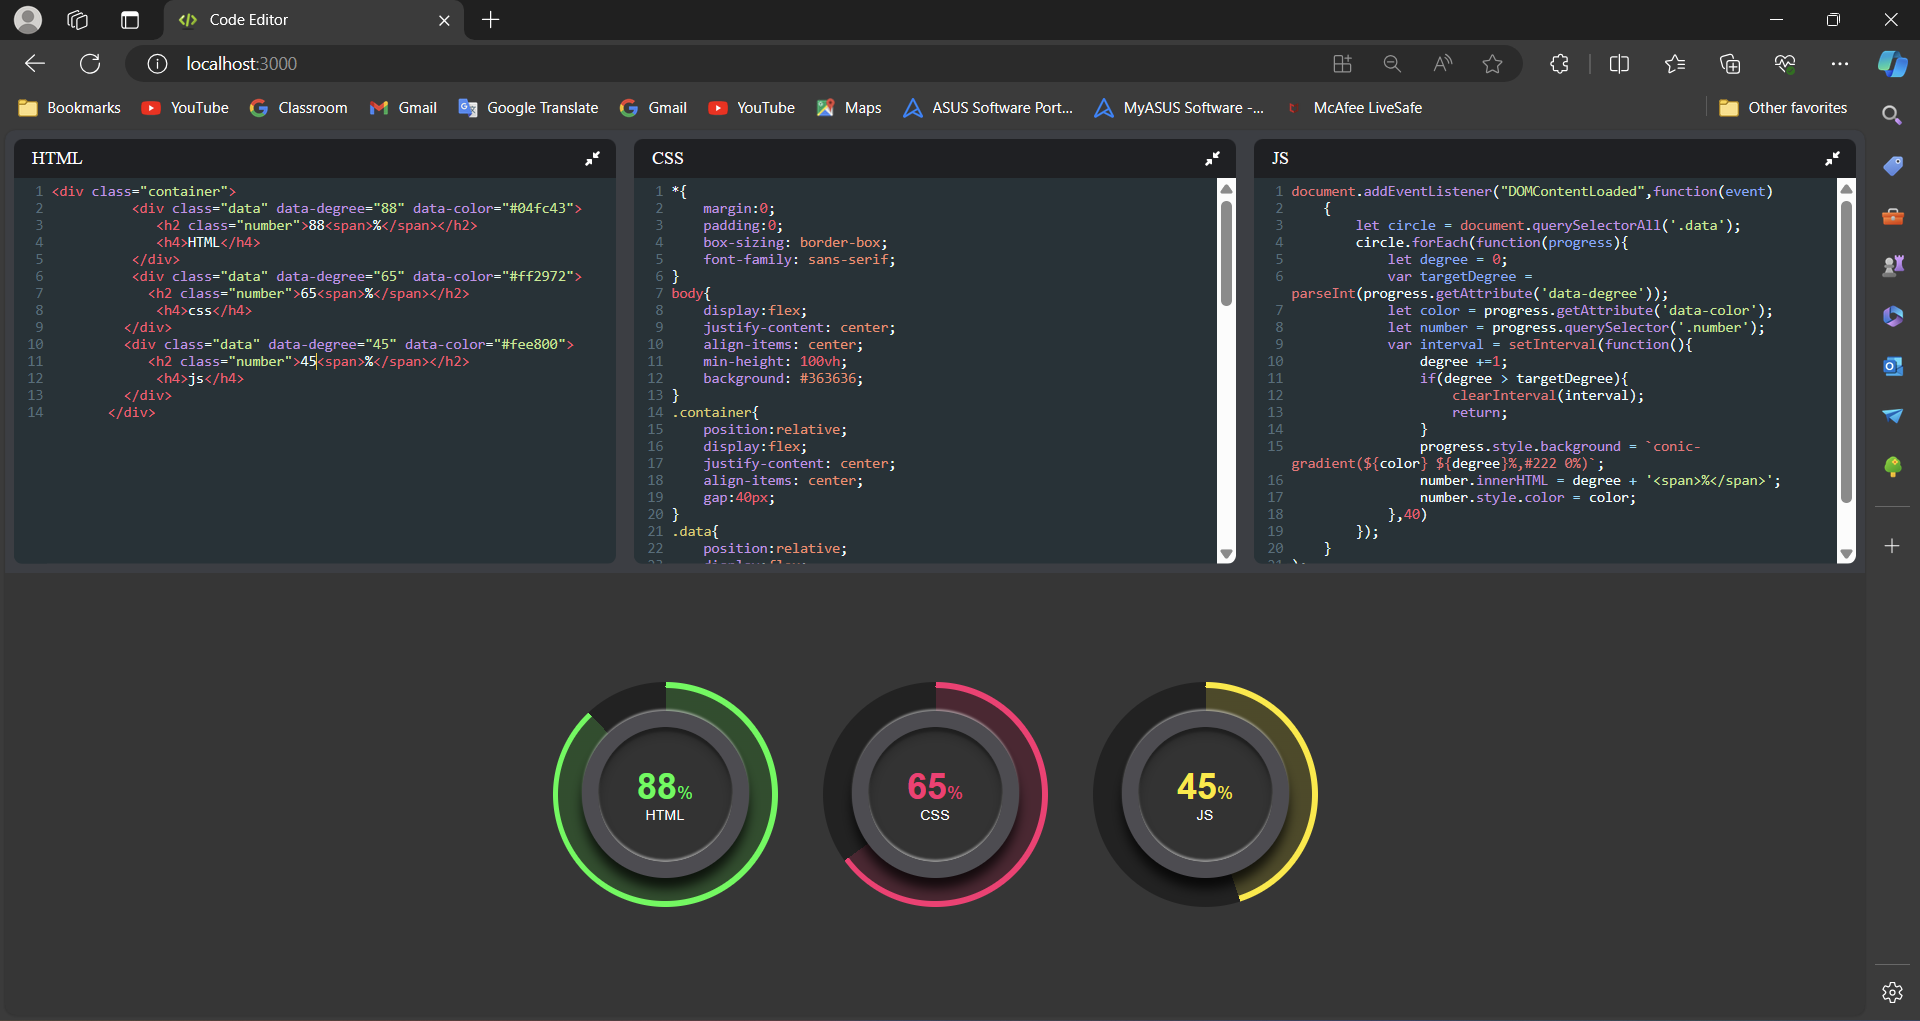 Code Editor
localhost:3000
Bookmarks YouTube Classroom Gmail Google Translate Gmail YouTube Maps ASUS Software Port... MyASUS Software -... McAfee LiveSafe Other favorites
HTML
1 <div class="container">
2 <div class="data" data-degree="88" data-color="#04fc43">
3 <h2 class="number">88<span>%</span></h2>
4 <h4>HTML</h4>
5 </div>
6 <div class="data" data-degree="65" data-color="#ff2972">
7 <h2 class="number">65<span>%</span></h2>
8 <h4>css</h4>
9 </div>
10 <div class="data" data-degree="45" data-color="#fee800">
11 <h2 class="number">45<span>%</span></h2>
12 <h4>js</h4>
13 </div>
14 </div>
CSS
1 *{
2 margin:0;
3 padding:0;
4 box-sizing: border-box;
5 font-family: sans-serif;
6 }
7 body{
8 display:flex;
9 justify-content: center;
10 align-items: center;
11 min-height: 100vh;
12 background: #363636;
13 }
14 .container{
15 position:relative;
16 display:flex;
17 justify-content: center;
18 align-items: center;
19 gap:40px;
20 }
21 .data{
22 position:relative;
JS
1 document.addEventListener("DOMContentLoaded",function(event)
2 {
3 let circle = document.querySelectorAll('.data');
4 circle.forEach(function(progress){
5 let degree = 0;
6 var targetDegree =
parseInt(progress.getAttribute('data-degree'));
7 let color = progress.getAttribute('data-color');
8 let number = progress.querySelector('.number');
9 var interval = setInterval(function(){
10 degree +=1;
11 if(degree > targetDegree){
12 clearInterval(interval);
13 return;
14 }
15 progress.style.background = `conic-
gradient(${color} ${degree}%,#222 0%)`;
16 number.innerHTML = degree + '<span>%</span>';
17 number.style.color = color;
18 },40)
19 });
20 }
88%
HTML
65%
CSS
45%
JS